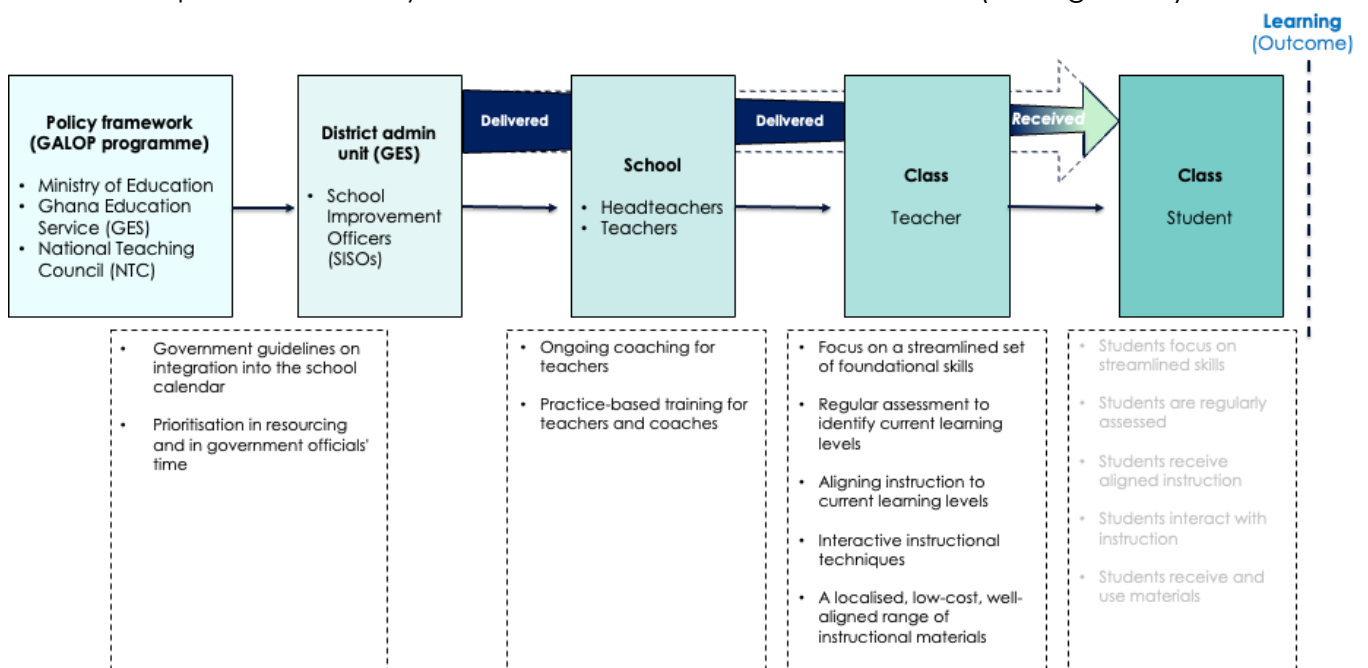 Learning
(Outcome)
Policy framework
(GALOP programme)
• Ministry of Education
• Ghana Education
Service (GES)
• National Teaching
Council (NTC)
District admin
unit (GES)
• School
Improvement
Officers
(SISOs)
Delivered
School
• Headteachers
• Teachers
Delivered
Class
Teacher
Received
Class
Student
• Government guidelines on
integration into the school
calendar
• Prioritisation in resourcing
and in government officials'
time
• Ongoing coaching for
teachers
• Practice-based training for
teachers and coaches
• Focus on a streamlined set
of foundational skills
• Regular assessment to
identify current learning
levels
• Aligning instruction to
current learning levels
• Interactive instructional
techniques
• A localised, low-cost, well-
aligned range of
instructional materials
• Students focus on
streamlined skills
• Students are regularly
assessed
• Students receive
aligned instruction
• Students interact with
instruction
• Students receive and
use materials